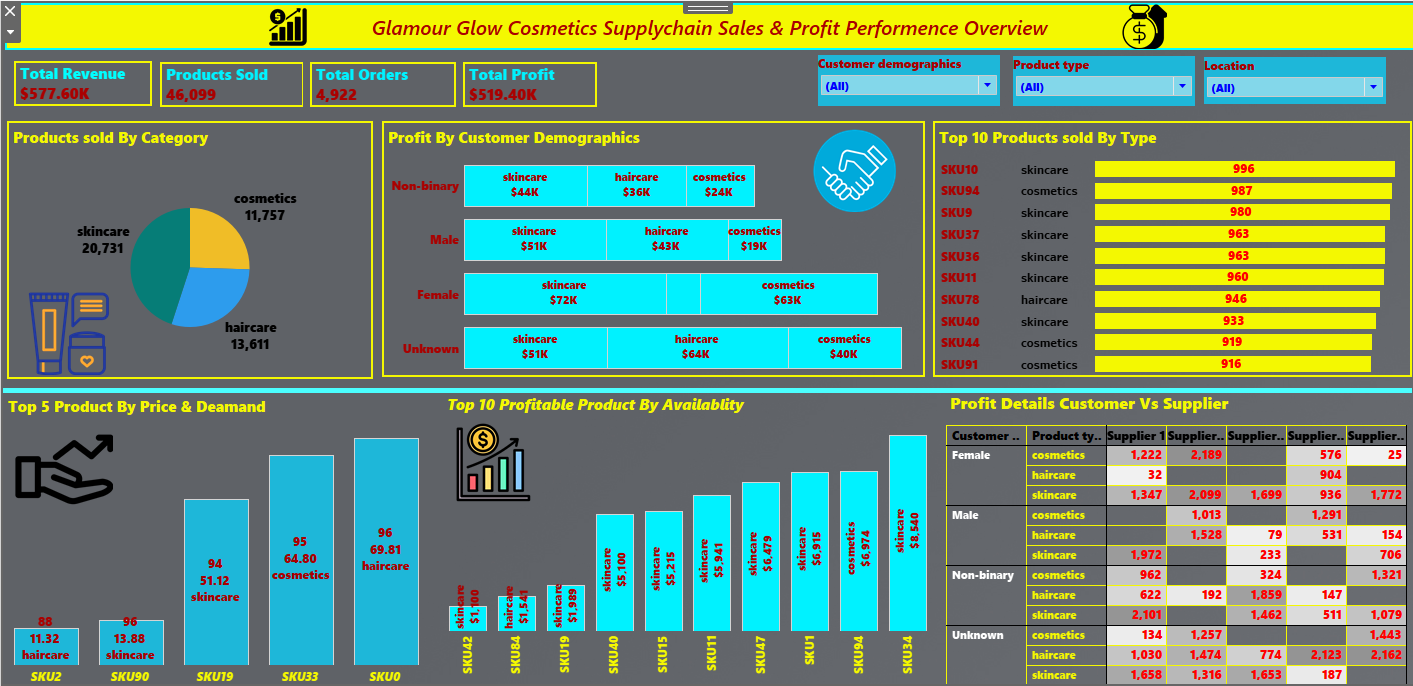 Glamour Glow Cosmetics Supplychain Sales & Profit Performence Overview
Total Revenue
$577.60K
Products Sold
46,099
Total Orders
4,922
Total Profit
$519.40K
Customer demographics
(All)
Product type
(All)
Location
(All)
Products sold By Category
cosmetics
11,757
skincare
20,731
haircare
13,611
Profit By Customer Demographics
Non-binary
skincare
$44K
haircare
$36K
cosmetics
$24K
Male
skincare
$51K
haircare
$43K
cosmetics
$19K
Female
skincare
$72K
cosmetics
$63K
Unknown
skincare
$51K
haircare
$64K
cosmetics
$40K
Top 10 Products sold By Type
SKU10 skincare 996
SKU94 cosmetics 987
SKU9 skincare 980
SKU37 skincare 963
SKU36 skincare 963
SKU11 skincare 960
SKU78 haircare 946
SKU40 skincare 933
SKU44 cosmetics 919
SKU91 cosmetics 916
Top 5 Product By Price & Deamand
88
11.32
haircare
SKU2
96
13.88
skincare
SKU90
94
51.12
skincare
SKU19
95
64.80
cosmetics
SKU33
96
69.81
haircare
SKU0
Top 10 Profitable Product By Availablity
skincare
$1,100
SKU42
haircare
$1,541
SKU84
skincare
$1,989
SKU19
skincare
$5,100
SKU40
skincare
$5,215
SKU15
skincare
$5,941
SKU11
skincare
$6,479
SKU47
skincare
$6,915
SKU1
cosmetics
$6,974
SKU94
skincare
$8,540
SKU34
Profit Details Customer Vs Supplier
Customer .. Product ty.. Supplier 1 Supplier.. Supplier.. Supplier.. Supplier..
Female cosmetics 1,222 2,189 576 25
haircare 32 904
skincare 1,347 2,099 1,699 936 1,772
Male cosmetics 1,013 1,291
haircare 1,528 79 531 154
skincare 1,972 233 706
Non-binary cosmetics 962 324 1,321
haircare 622 192 1,859 147
skincare 2,101 1,462 511 1,079
Unknown cosmetics 134 1,257 1,443
haircare 1,030 1,474 774 2,123 2,162
skincare 1,658 1,316 1,653 187